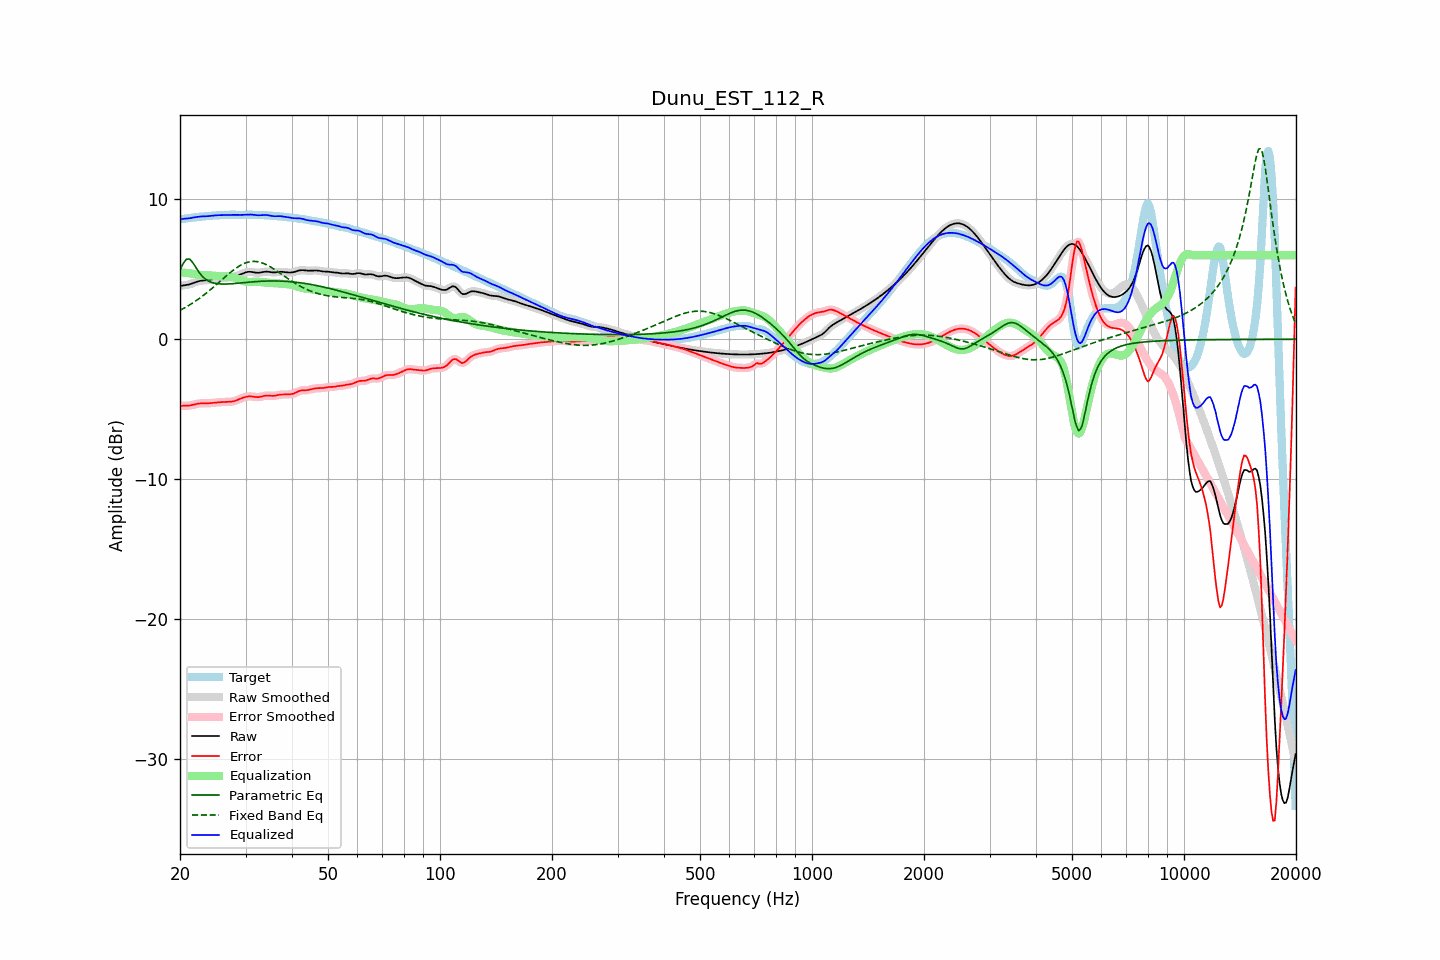 Dunu_EST_112_R
Amplitude (dBr)
10
0
−10
−20
−30
Target
Raw Smoothed
Error Smoothed
Raw
Error
Equalization
Parametric Eq
Fixed Band Eq
Equalized
20 50 100 200 500 1000 2000 5000 10000 20000
Frequency (Hz)